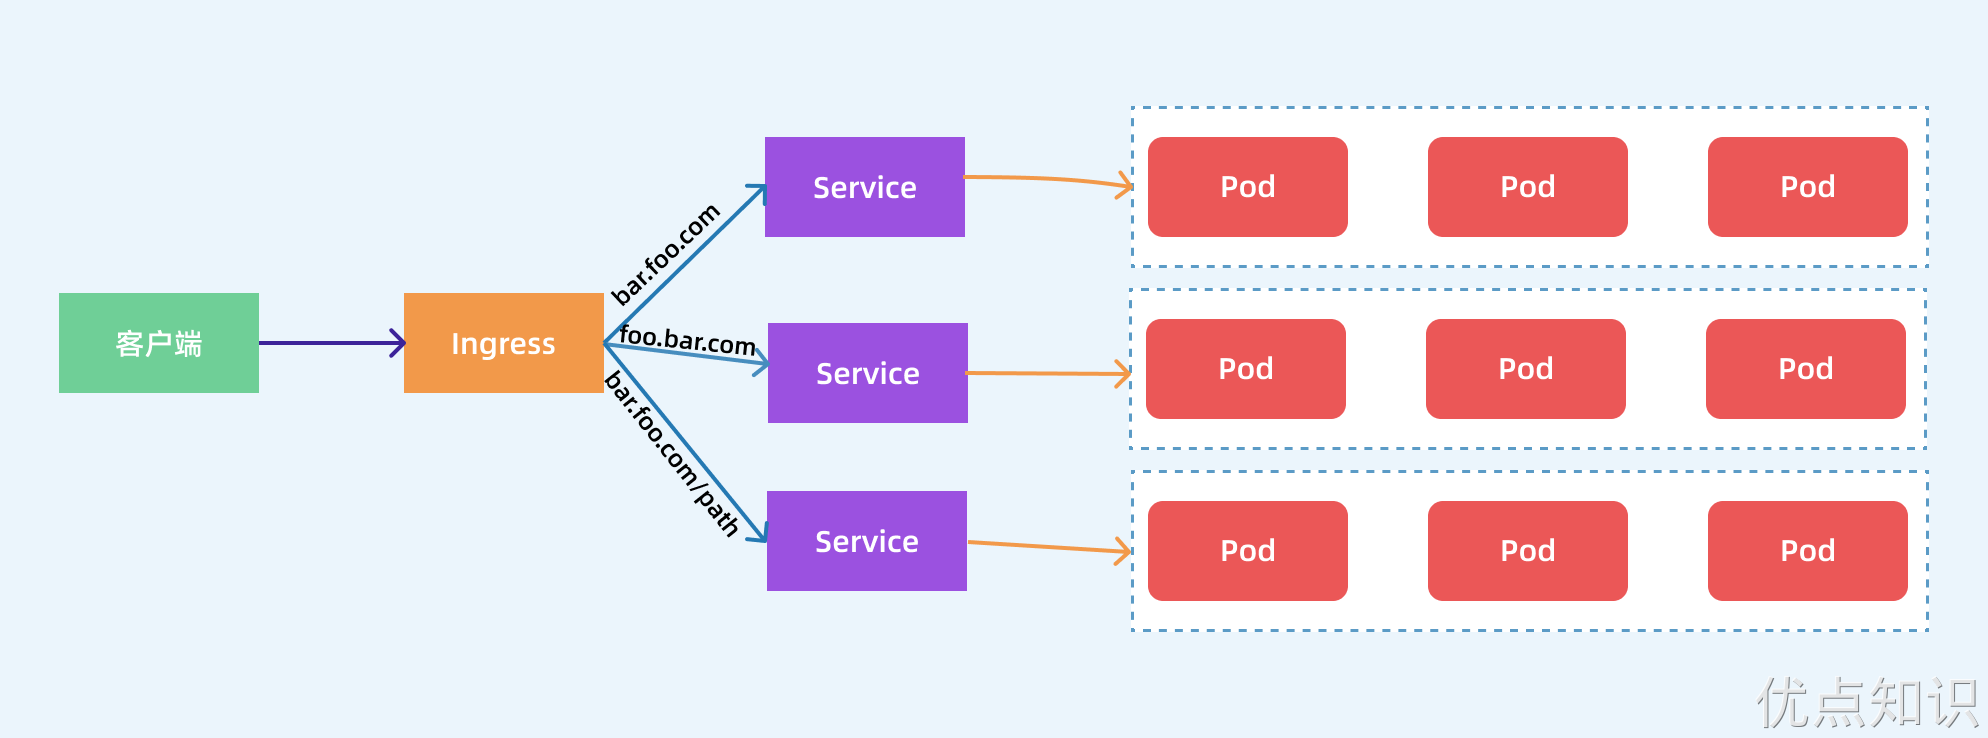 客户端
Ingress
bar.foo.com
foo.bar.com
bar.foo.com/path
Service
Pod
Pod
Pod
Service
Pod
Pod
Pod
Service
Pod
Pod
Pod
优点知识